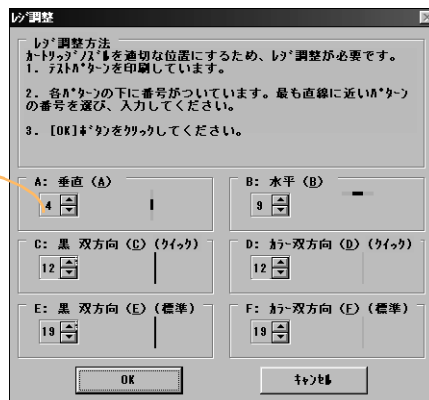 ﾚｼﾞ調整
ﾚｼﾞ調整方法
ｶｰﾄﾘｯｼﾞﾉｽﾞﾙを適切な位置にするため、ﾚｼﾞ調整が必要です。
1. ﾃｽﾄﾊﾟﾀｰﾝを印刷しています。
2. 各ﾊﾟﾀｰﾝの下に番号がついています。最も直線に近いﾊﾟﾀｰﾝ
の番号を選び、入力してください。
3. [OK]ﾎﾞﾀﾝをｸﾘｯｸしてください。
A: 垂直 (A)
4
B: 水平 (B)
9
C: 黒 双方向 (C) (ｸｲｯｸ)
12
D: ｶﾗｰ双方向 (D) (ｸｲｯｸ)
12
E: 黒 双方向 (E) (標準)
19
F: ｶﾗｰ双方向 (F) (標準)
19
OK
ｷｬﾝｾﾙ